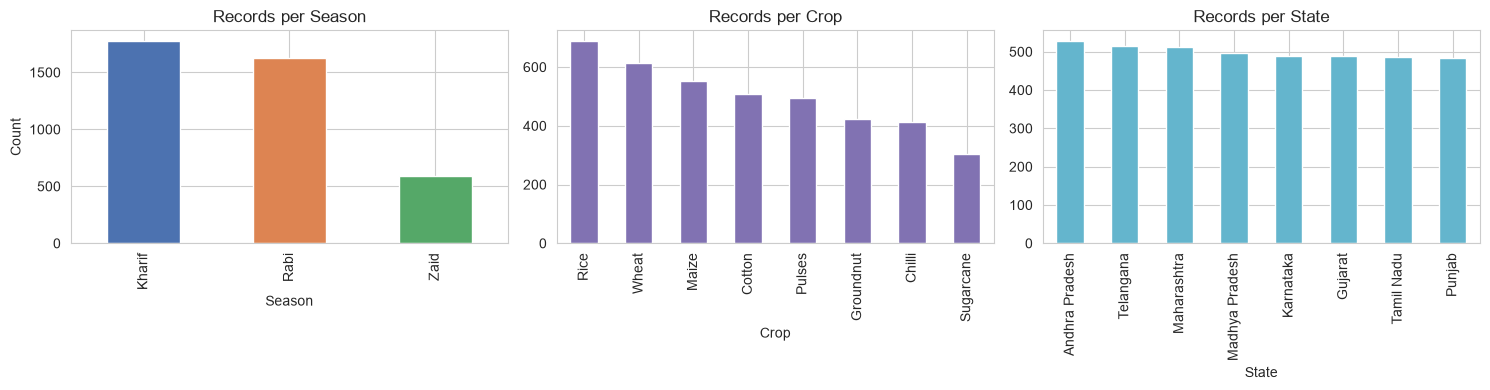 Records per Season
Count
1500
1000
500
0
Kharif
Rabi
Zaid
Season
Records per Crop
600
400
200
0
Rice
Wheat
Maize
Cotton
Pulses
Groundnut
Chilli
Sugarcane
Crop
Records per State
500
400
300
200
100
0
Andhra Pradesh
Telangana
Maharashtra
Madhya Pradesh
Karnataka
Gujarat
Tamil Nadu
Punjab
State